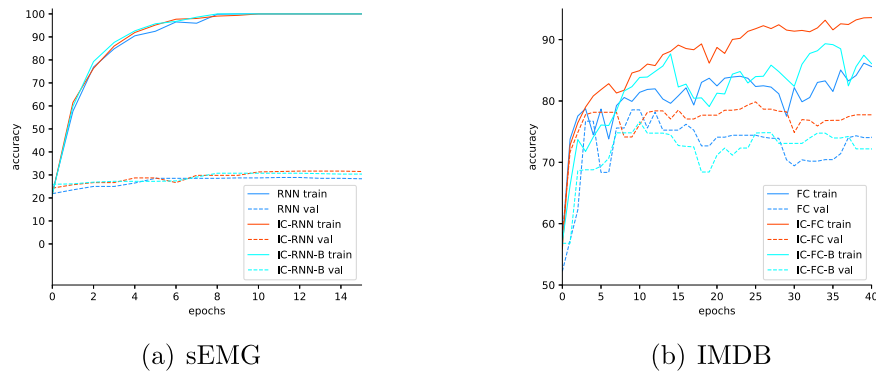 100
90
80
70
60
50
40
30
20
10
0
accuracy
0 2 4 6 8 10 12 14
epochs
RNN train
RNN val
IC-RNN train
IC-RNN val
IC-RNN-B train
IC-RNN-B val
(a) sEMG
90
80
70
60
50
accuracy
0 5 10 15 20 25 30 35 40
epochs
FC train
FC val
IC-FC train
IC-FC val
IC-FC-B train
IC-FC-B val
(b) IMDB